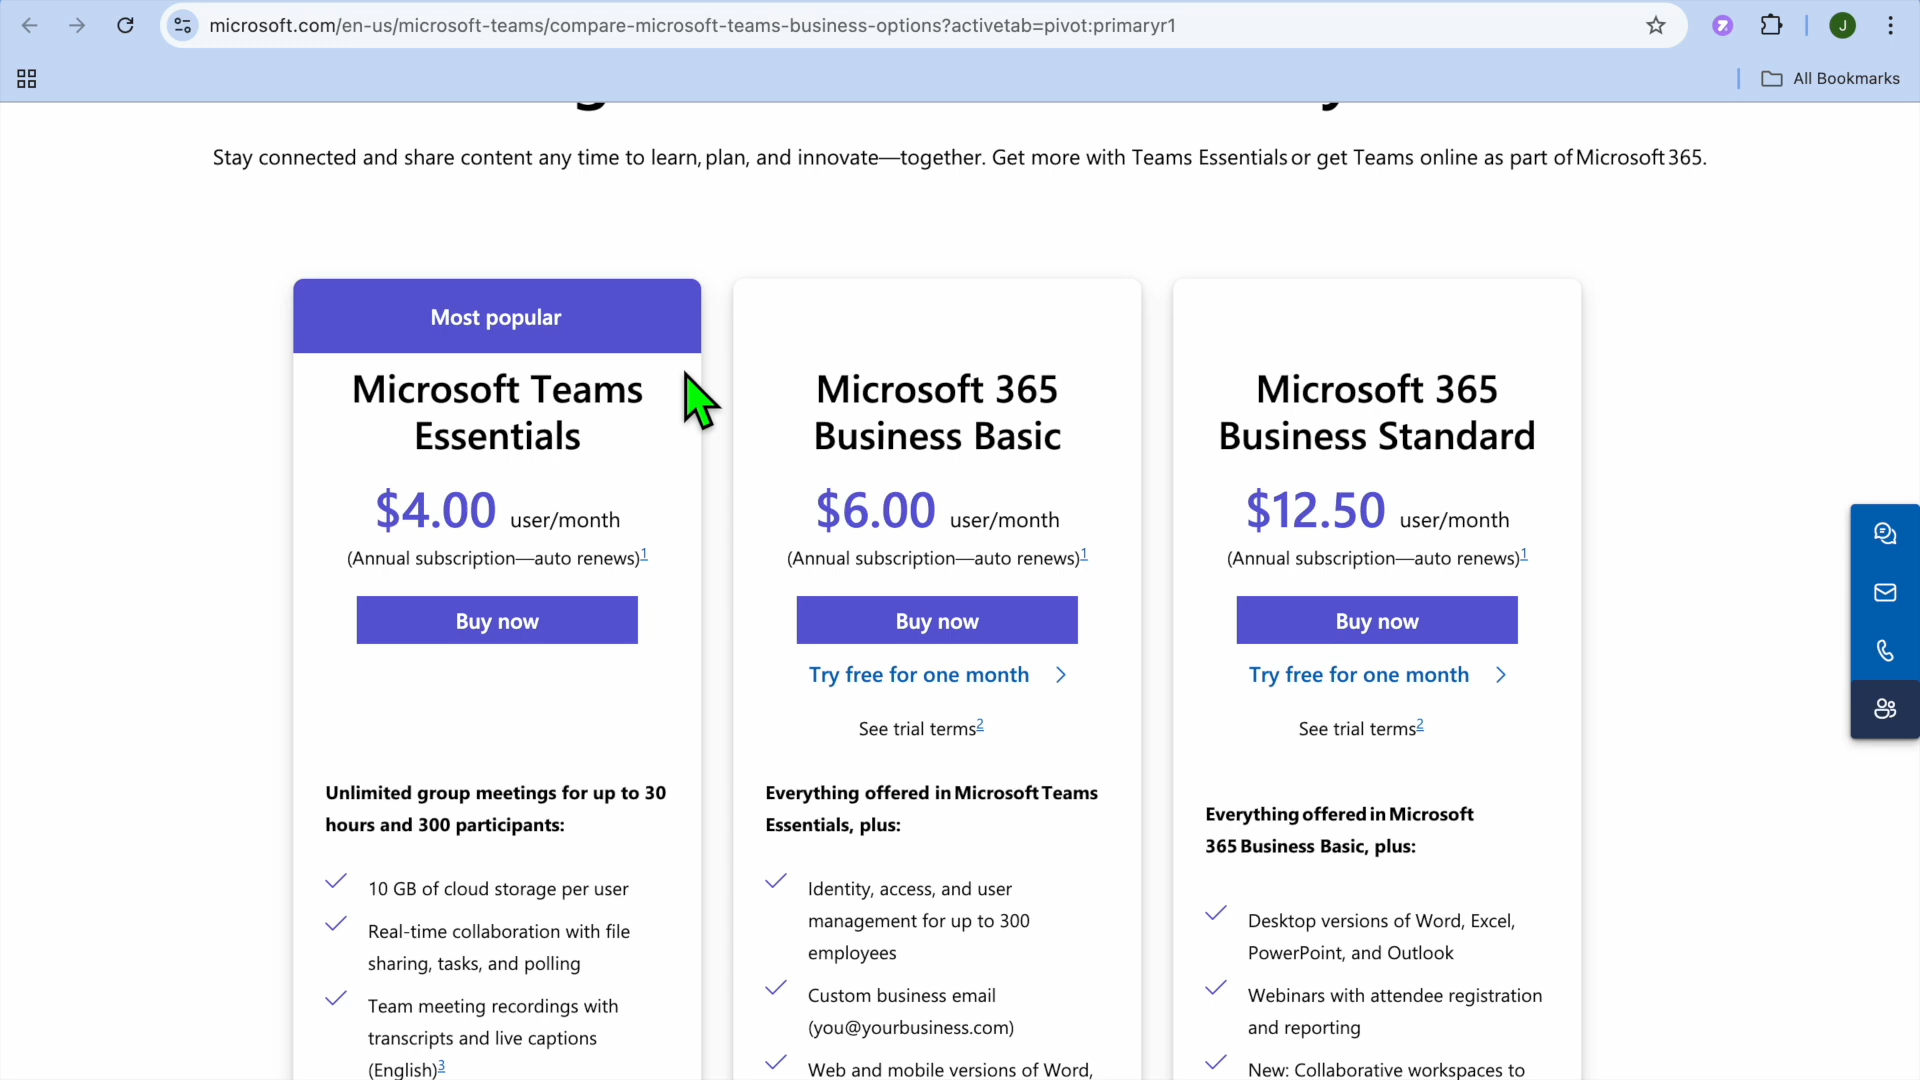 microsoft.com/en-us/microsoft-teams/compare-microsoft-teams-business-options?activetab=pivot:primaryr1
J
All Bookmarks
Stay connected and share content any time to learn, plan, and innovate—together. Get more with Teams Essentials or get Teams online as part of Microsoft 365.
Most popular
Microsoft Teams
Essentials
$4.00 user/month
(Annual subscription—auto renews)1
Buy now
Unlimited group meetings for up to 30
hours and 300 participants:
10 GB of cloud storage per user
Real-time collaboration with file
sharing, tasks, and polling
Team meeting recordings with
transcripts and live captions
(English)3
Microsoft 365
Business Basic
$6.00 user/month
(Annual subscription—auto renews)1
Buy now
Try free for one month
See trial terms2
Everything offered in Microsoft Teams
Essentials, plus:
Identity, access, and user
management for up to 300
employees
Custom business email
(you@yourbusiness.com)
Web and mobile versions of Word,
Microsoft 365
Business Standard
$12.50 user/month
(Annual subscription—auto renews)1
Buy now
Try free for one month
See trial terms2
Everything offered in Microsoft
365 Business Basic, plus:
Desktop versions of Word, Excel,
PowerPoint, and Outlook
Webinars with attendee registration
and reporting
New: Collaborative workspaces to